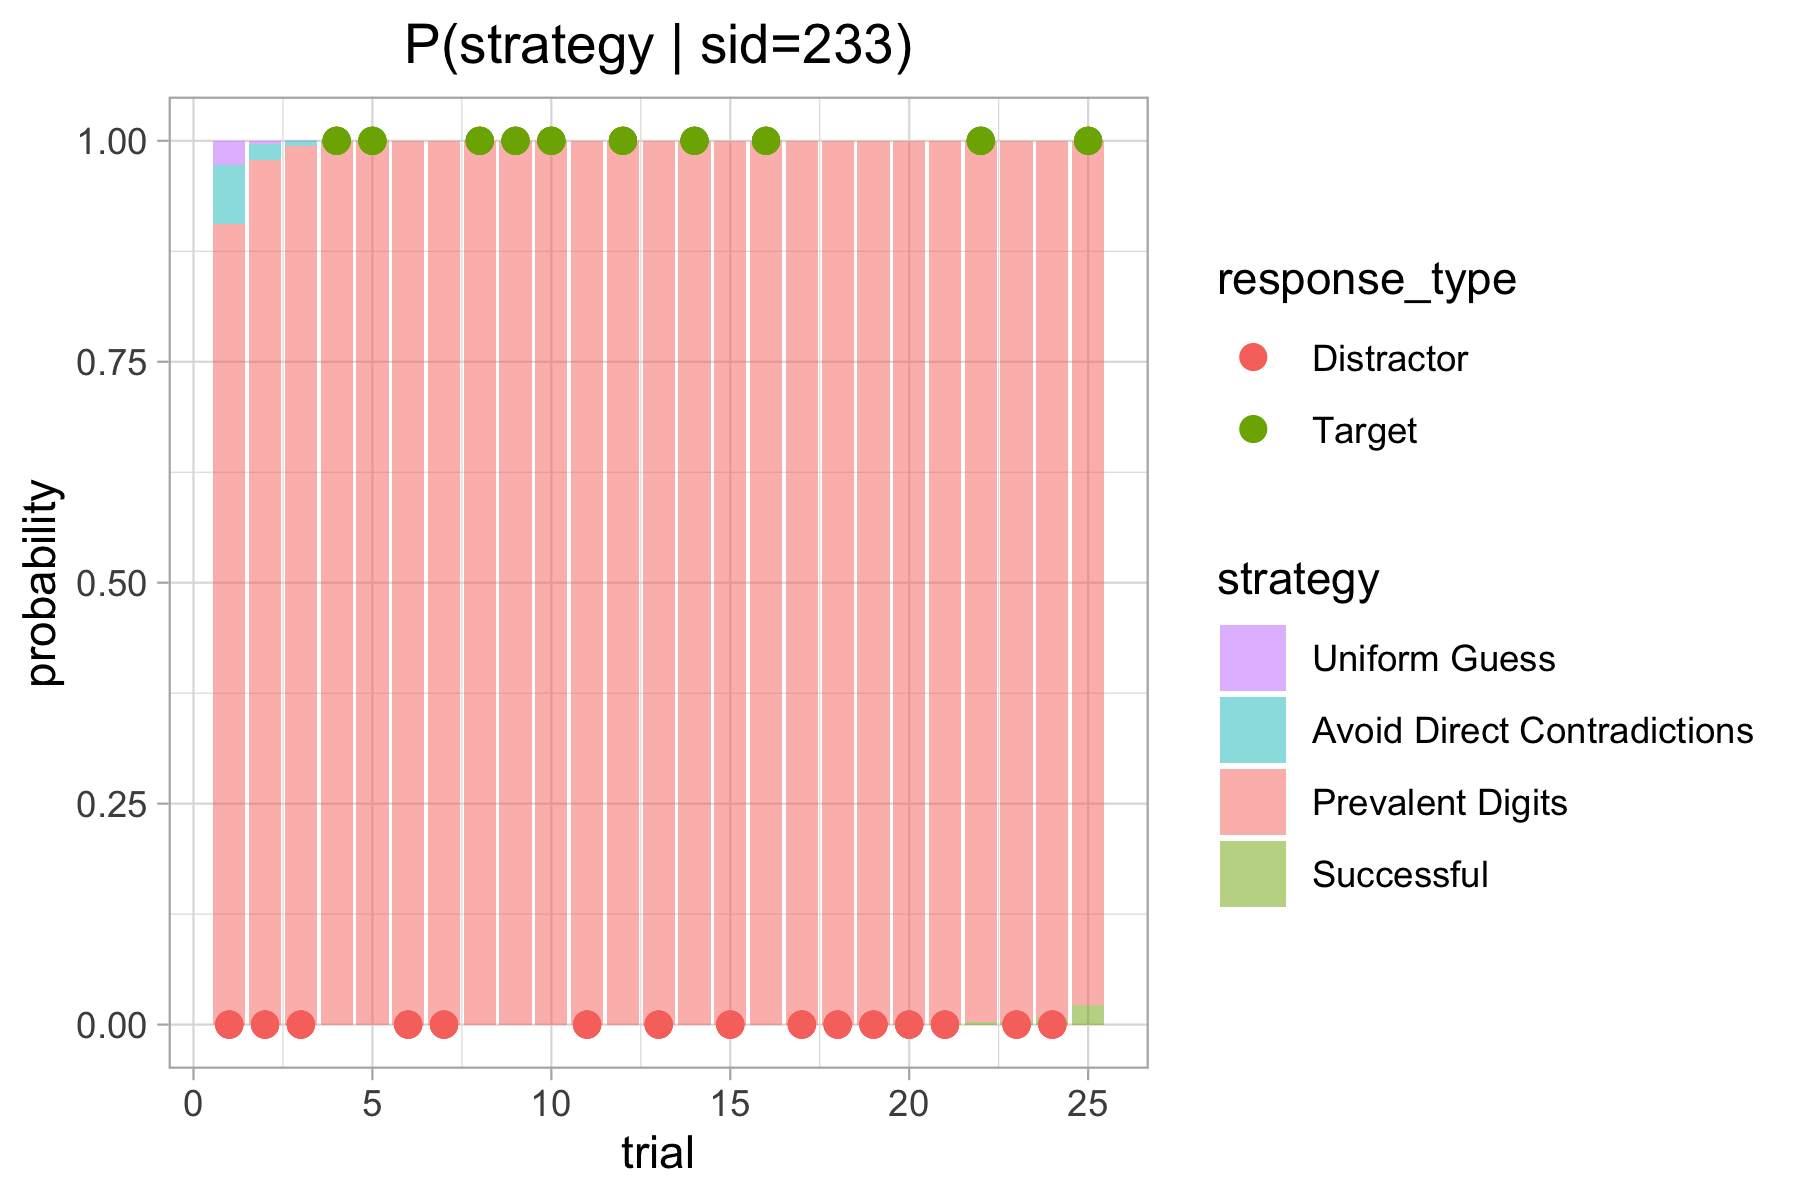 P(strategy | sid=233)
probability
1.00
0.75
0.50
0.25
0.00
0 5 10 15 20 25
trial
response_type
Distractor
Target
strategy
Uniform Guess
Avoid Direct Contradictions
Prevalent Digits
Successful